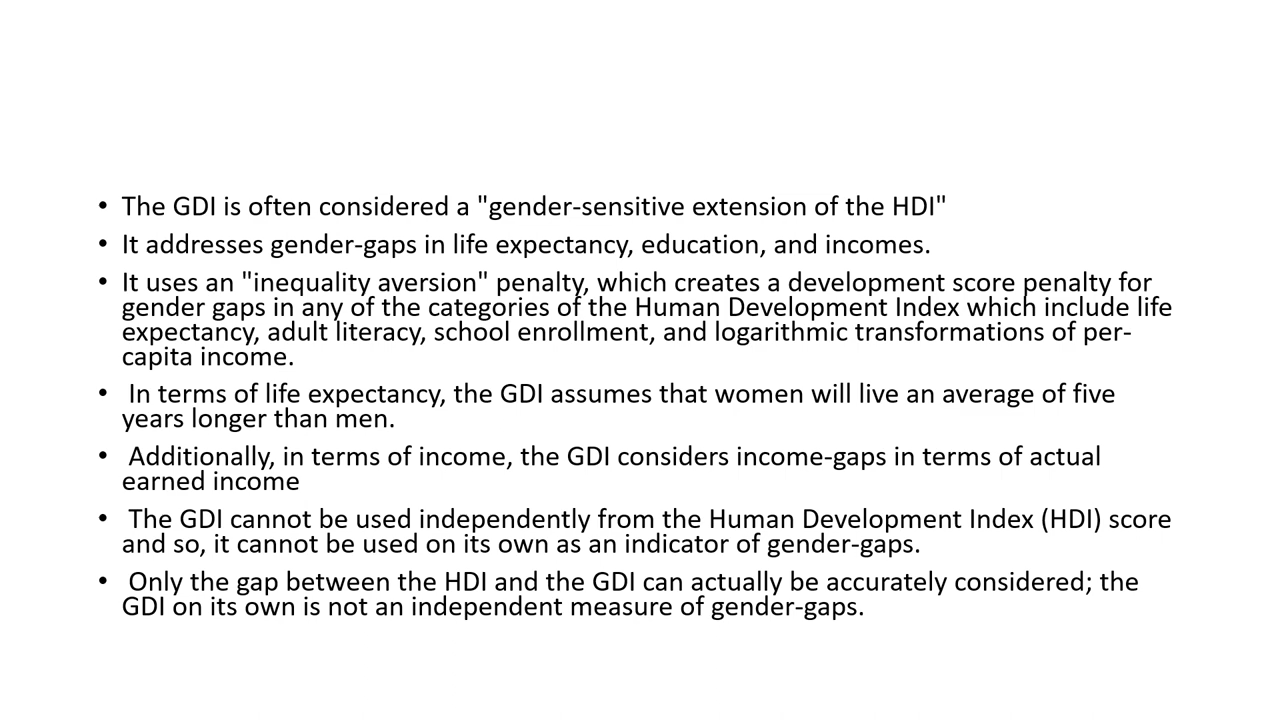 • The GDI is often considered a "gender-sensitive extension of the HDI"
• It addresses gender-gaps in life expectancy, education, and incomes.
• It uses an "inequality aversion" penalty, which creates a development score penalty for
gender gaps in any of the categories of the Human Development Index which include life
expectancy, adult literacy, school enrollment, and logarithmic transformations of per-
capita income.
• In terms of life expectancy, the GDI assumes that women will live an average of five
years longer than men.
• Additionally, in terms of income, the GDI considers income-gaps in terms of actual
earned income
• The GDI cannot be used independently from the Human Development Index (HDI) score
and so, it cannot be used on its own as an indicator of gender-gaps.
• Only the gap between the HDI and the GDI can actually be accurately considered; the
GDI on its own is not an independent measure of gender-gaps.